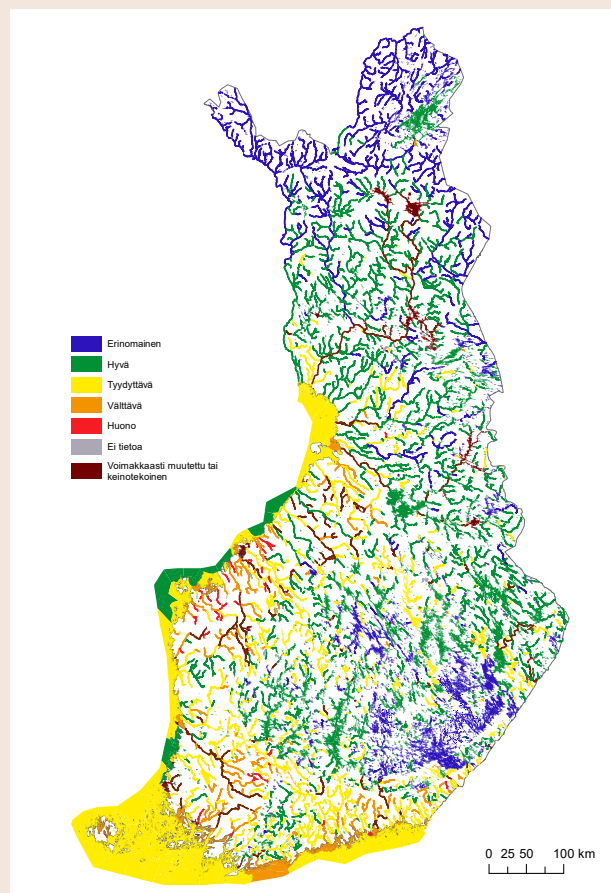 Erinomainen
Hyvä
Tyydyttävä
Välttävä
Huono
Ei tietoa
Voimakkaasti muutettu tai
keinotekoinen
0 25 50 100 km